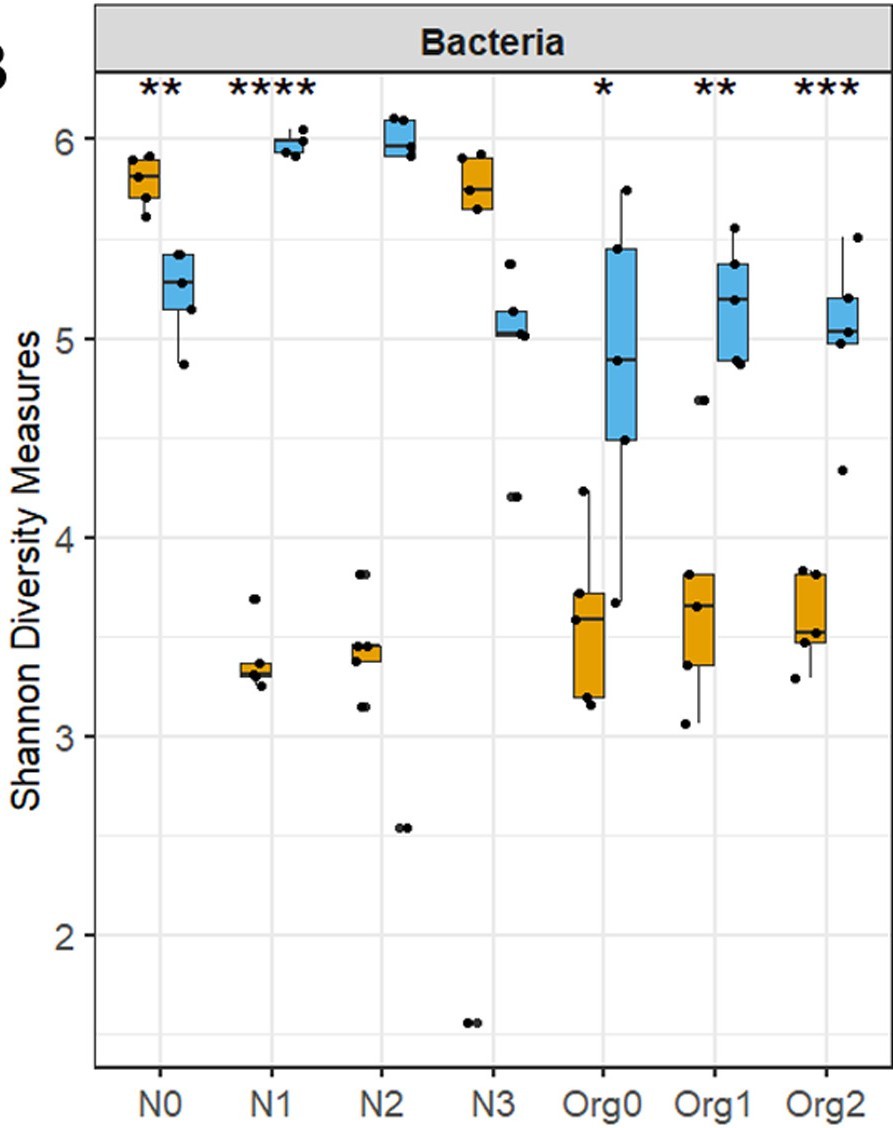 B
Bacteria
** **** * ** ***
6
5
4
3
2
Shannon Diversity Measures
N0 N1 N2 N3 Org0 Org1 Org2